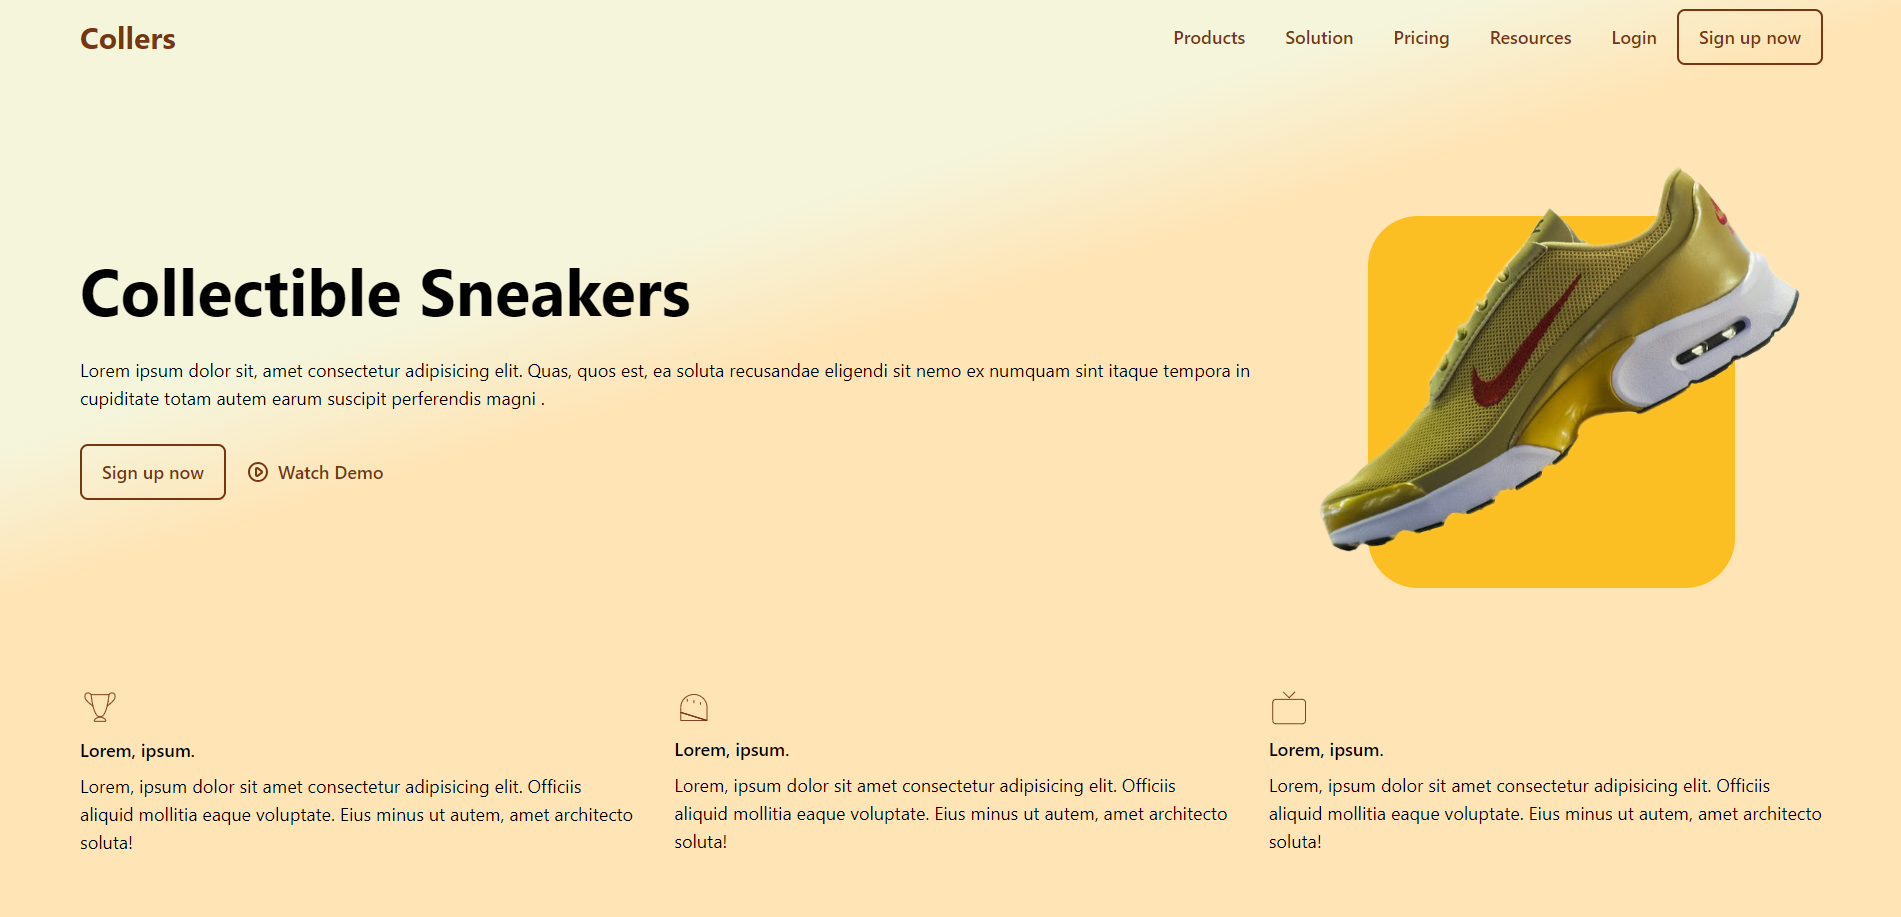 Collers
Products
Solution
Pricing
Resources
Login
Sign up now
Collectible Sneakers
Lorem ipsum dolor sit, amet consectetur adipisicing elit. Quas, quos est, ea soluta recusandae eligendi sit nemo ex numquam sint itaque tempora in
cupiditate totam autem earum suscipit perferendis magni .
Sign up now
Watch Demo
Lorem, ipsum.
Lorem, ipsum dolor sit amet consectetur adipisicing elit. Officiis
aliquid mollitia eaque voluptate. Eius minus ut autem, amet architecto
soluta!
Lorem, ipsum.
Lorem, ipsum dolor sit amet consectetur adipisicing elit. Officiis
aliquid mollitia eaque voluptate. Eius minus ut autem, amet architecto
soluta!
Lorem, ipsum.
Lorem, ipsum dolor sit amet consectetur adipisicing elit. Officiis
aliquid mollitia eaque voluptate. Eius minus ut autem, amet architecto
soluta!